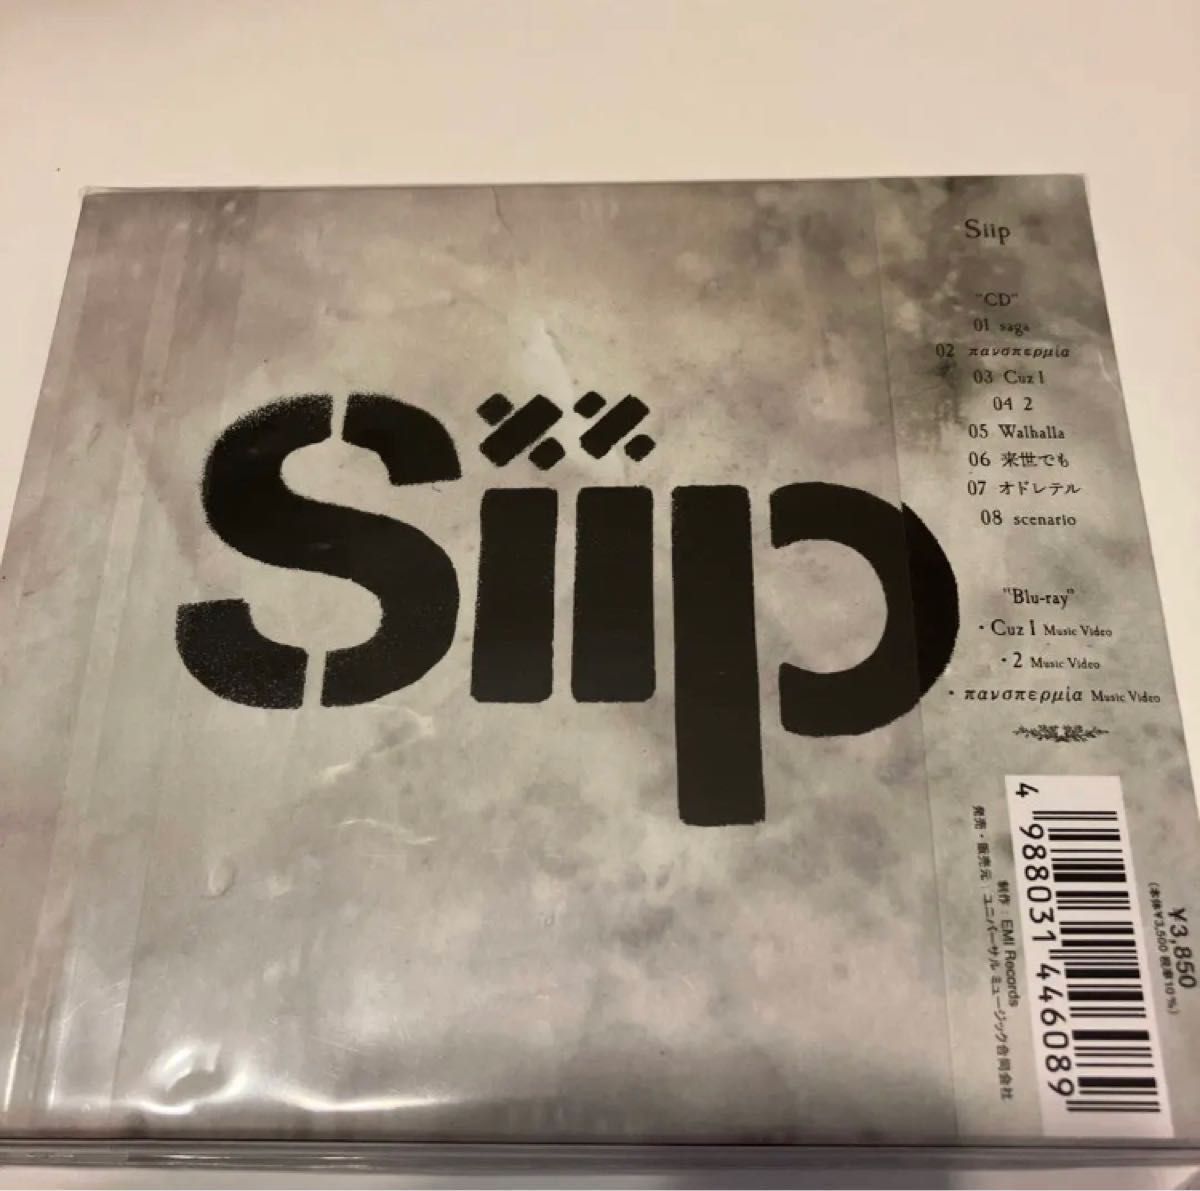 Siip
Siip
"CD"
01 saga
02 πανσπερμία
03 Cuz I
04 2
05 Walhalla
06 来世でも
07 オドレテル
08 scenario
"Blu-ray"
・Cuz I Music Video
・2 Music Video
・πανσπερμία Music Video
4 988031 446089
¥3,850
(本体¥3,500 税率10%)
制作：EMI Records
発売・販売元：ユニバーサル ミュージック合同会社